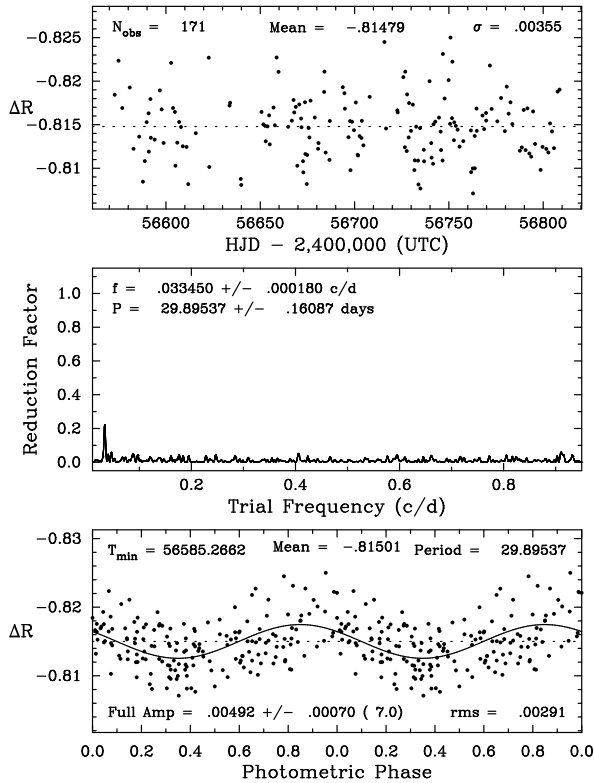 N_obs = 171 Mean = −.81479 σ = .00355
−0.825
−0.82
−0.815
−0.81
ΔR
56600 56650 56700 56750 56800
HJD − 2,400,000 (UTC)
f = .033450 +/− .000180 c/d
P = 29.89537 +/− .16087 days
1.0
0.8
0.6
0.4
0.2
0.0
Reduction Factor
0.2 0.4 0.6 0.8
Trial Frequency (c/d)
T_min = 56585.2662 Mean = −.81501 Period = 29.89537
−0.83
−0.82
−0.81
ΔR
Full Amp = .00492 +/− .00070 ( 7.0) rms = .00291
0.0 0.2 0.4 0.6 0.8 0.0 0.2 0.4 0.6 0.8 0.0
Photometric Phase